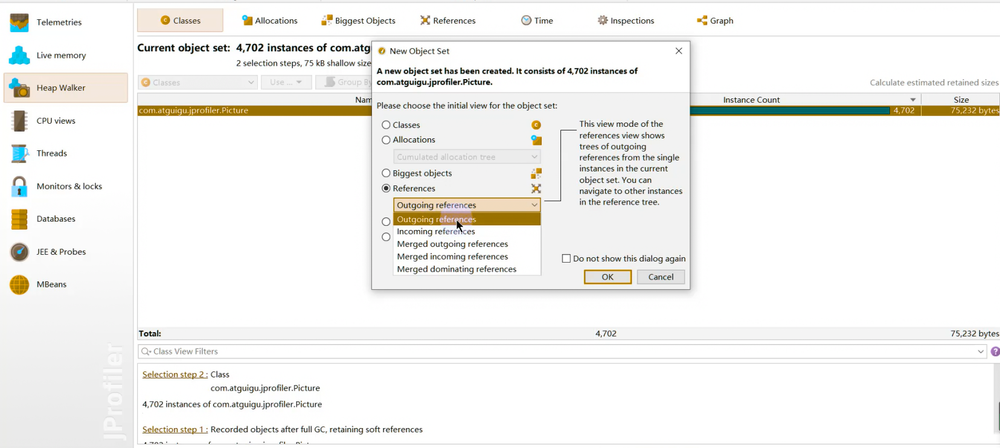 Telemetries
Live memory
Heap Walker
CPU views
Threads
Monitors & locks
Databases
JEE & Probes
MBeans
JProfiler
Classes Allocations Biggest Objects References Time Inspections Graph
Current object set: 4,702 instances of com.atg
2 selection steps, 75 kB shallow size
Classes Use ... Group By
Calculate estimated retained sizes
Nam Instance Count Size
com.atguigu.jprofiler.Picture 4,702 75,232 bytes
New Object Set
A new object set has been created. It consists of 4,702 instances of
com.atguigu.jprofiler.Picture.
Please choose the initial view for the object set:
Classes
Allocations
Cumulated allocation tree
Biggest objects
References
Outgoing references
Outgoing references
Incoming references
Merged outgoing references
Merged incoming references
Merged dominating references
This view mode of the
references view shows
trees of outgoing
references from the single
instances in the current
object set. You can
navigate to other instances
in the reference tree.
Do not show this dialog again
OK Cancel
Total: 4,702 75,232 bytes
Class View Filters
Selection step 2 : Class
com.atguigu.jprofiler.Picture
4,702 instances of com.atguigu.jprofiler.Picture
Selection step 1 : Recorded objects after full GC, retaining soft references